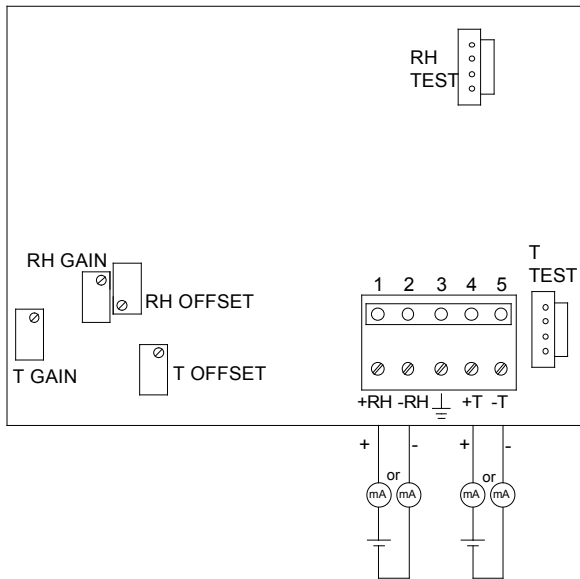 RH
TEST
RH GAIN
RH OFFSET
T GAIN
T OFFSET
T
TEST
1 2 3 4 5
+RH -RH +T -T
+ - + -
or or
mA mA mA mA